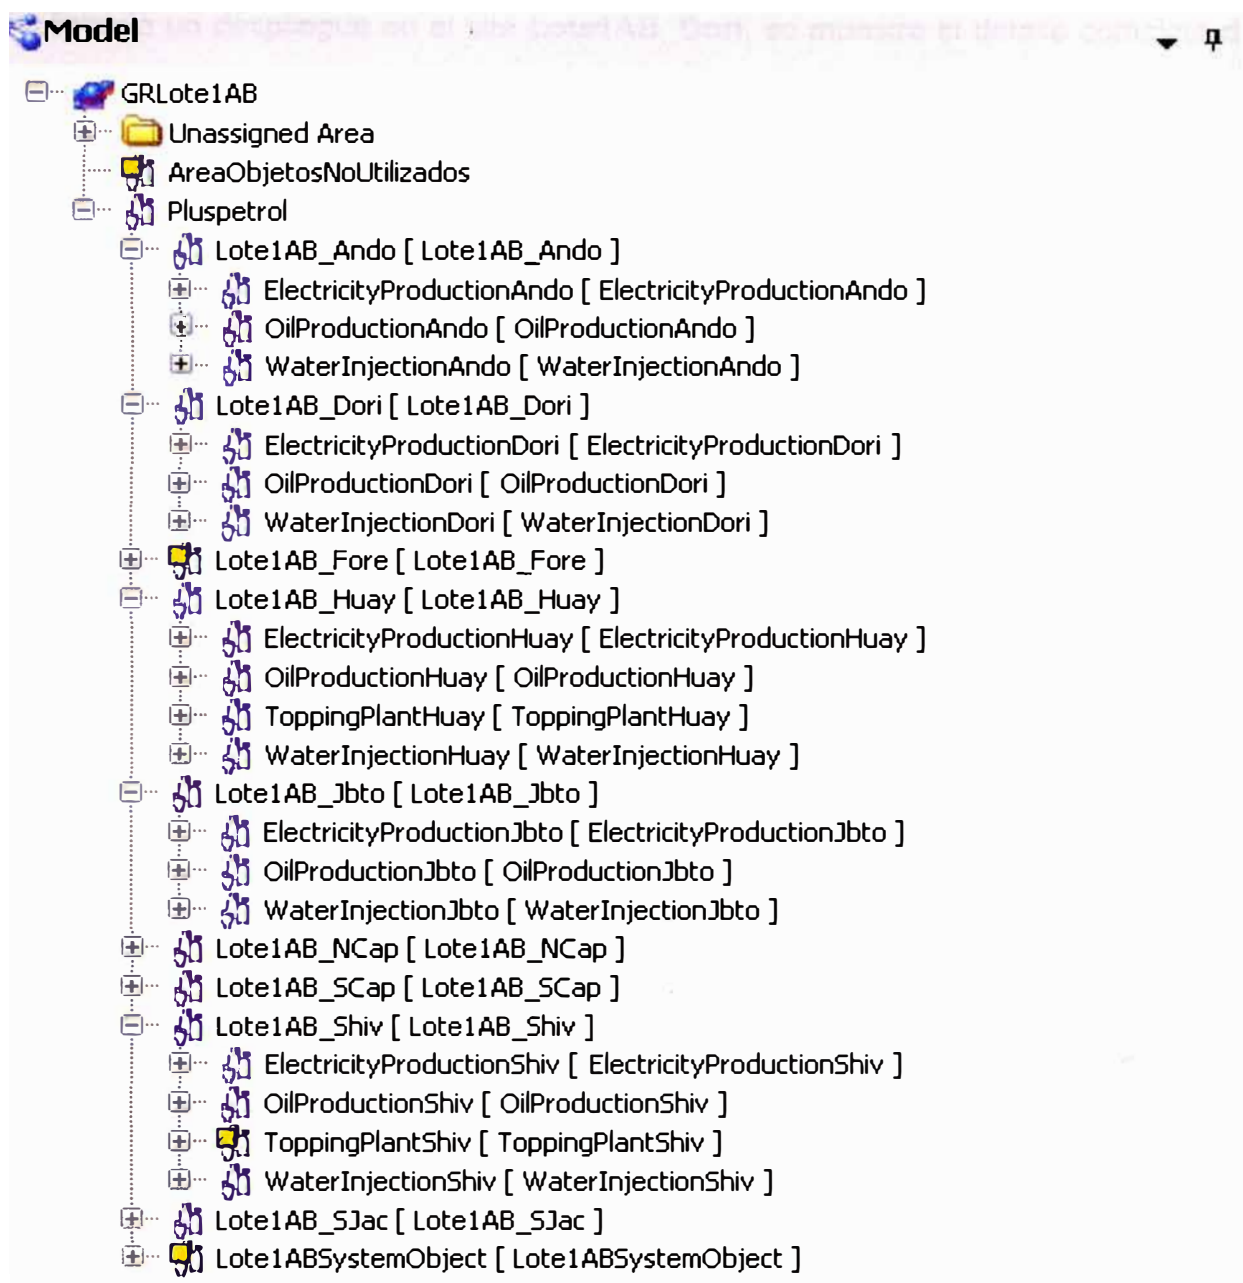 Model
GRLote1AB
Unassigned Area
AreaObjetosNoUtilizados
Pluspetrol
Lote1AB_Ando [ Lote1AB_Ando ]
ElectricityProductionAndo [ ElectricityProductionAndo ]
OilProductionAndo [ OilProductionAndo ]
WaterInjectionAndo [ WaterInjectionAndo ]
Lote1AB_Dori [ Lote1AB_Dori ]
ElectricityProductionDori [ ElectricityProductionDori ]
OilProductionDori [ OilProductionDori ]
WaterInjectionDori [ WaterInjectionDori ]
Lote1AB_Fore [ Lote1AB_Fore ]
Lote1AB_Huay [ Lote1AB_Huay ]
ElectricityProductionHuay [ ElectricityProductionHuay ]
OilProductionHuay [ OilProductionHuay ]
ToppingPlantHuay [ ToppingPlantHuay ]
WaterInjectionHuay [ WaterInjectionHuay ]
Lote1AB_Jbto [ Lote1AB_Jbto ]
ElectricityProductionJbto [ ElectricityProductionJbto ]
OilProductionJbto [ OilProductionJbto ]
WaterInjectionJbto [ WaterInjectionJbto ]
Lote1AB_NCap [ Lote1AB_NCap ]
Lote1AB_SCap [ Lote1AB_SCap ]
Lote1AB_Shiv [ Lote1AB_Shiv ]
ElectricityProductionShiv [ ElectricityProductionShiv ]
OilProductionShiv [ OilProductionShiv ]
ToppingPlantShiv [ ToppingPlantShiv ]
WaterInjectionShiv [ WaterInjectionShiv ]
Lote1AB_SJac [ Lote1AB_SJac ]
Lote1ABSystemObject [ Lote1ABSystemObject ]